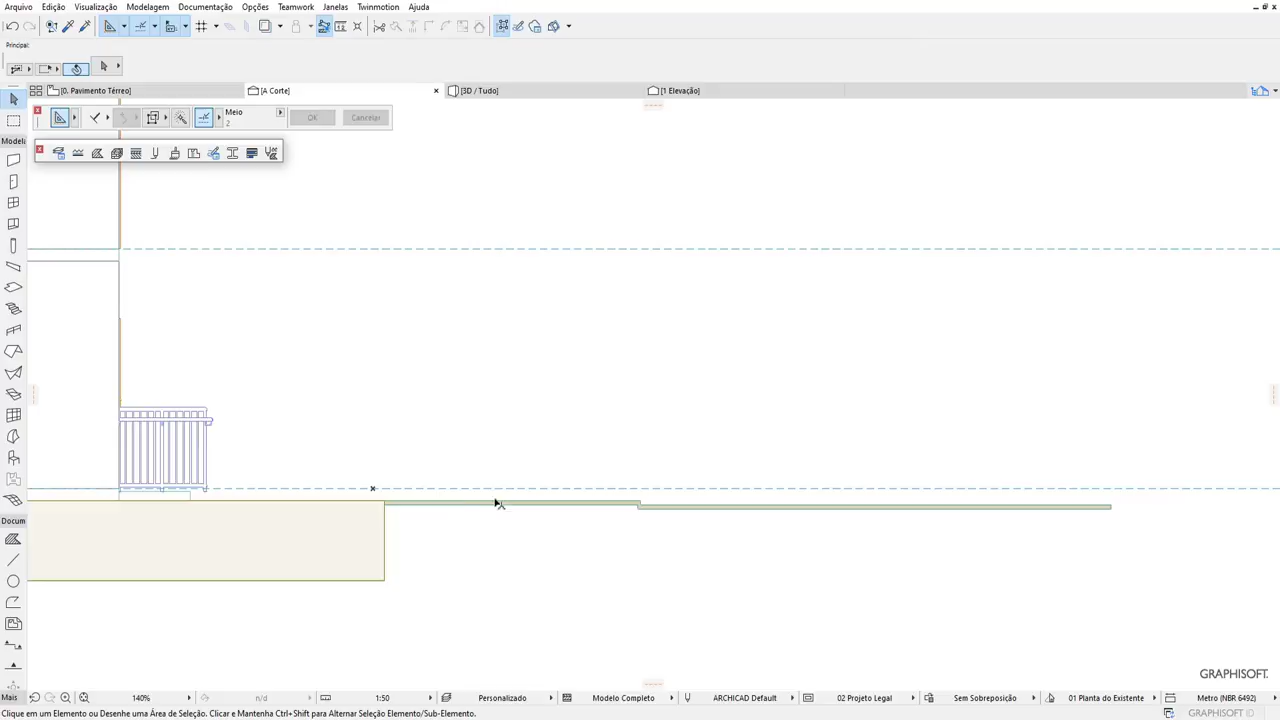 Arquivo Edição Visualização Modelagem Documentação Opções Teamwork Janelas Twinmotion Ajuda
Principal:
[0. Pavimento Térreo] [A Corte] [3D / Tudo] [1 Elevação]
Meio
2
OK Cancelar
Modeli
Docum
GRAPHISOFT.
Mais 140% n/d 1:50 Personalizado Modelo Completo ARCHICAD Default 02 Projeto Legal Sem Sobreposição 01 Planta do Existente Metro (NBR 6492)
Clique em um Elemento ou Desenhe uma Área de Seleção. Clicar e Mantenha Ctrl+Shift para Alternar Seleção Elemento/Sub-Elemento. GRAPHISOFT ID